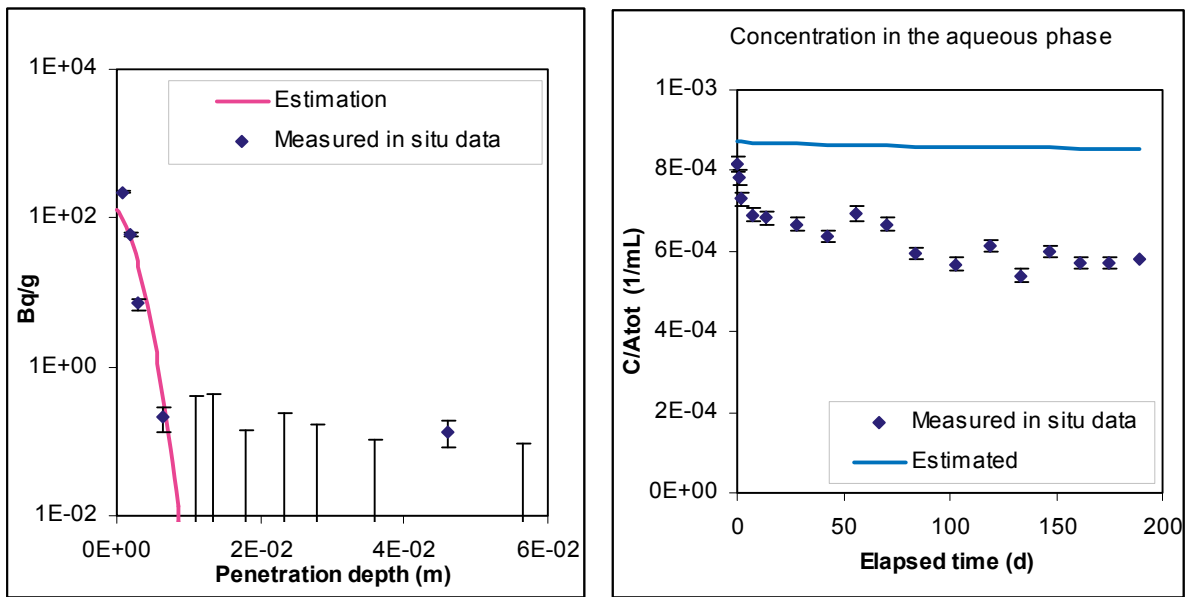 1E+04
1E+02
1E+00
1E-02
Bq/g
Estimation
Measured in situ data
0E+00 2E-02 4E-02 6E-02
Penetration depth (m)
Concentration in the aqueous phase
1E-03
8E-04
6E-04
4E-04
2E-04
0E+00
C/Atot (1/mL)
Measured in situ data
Estimated
0 50 100 150 200
Elapsed time (d)